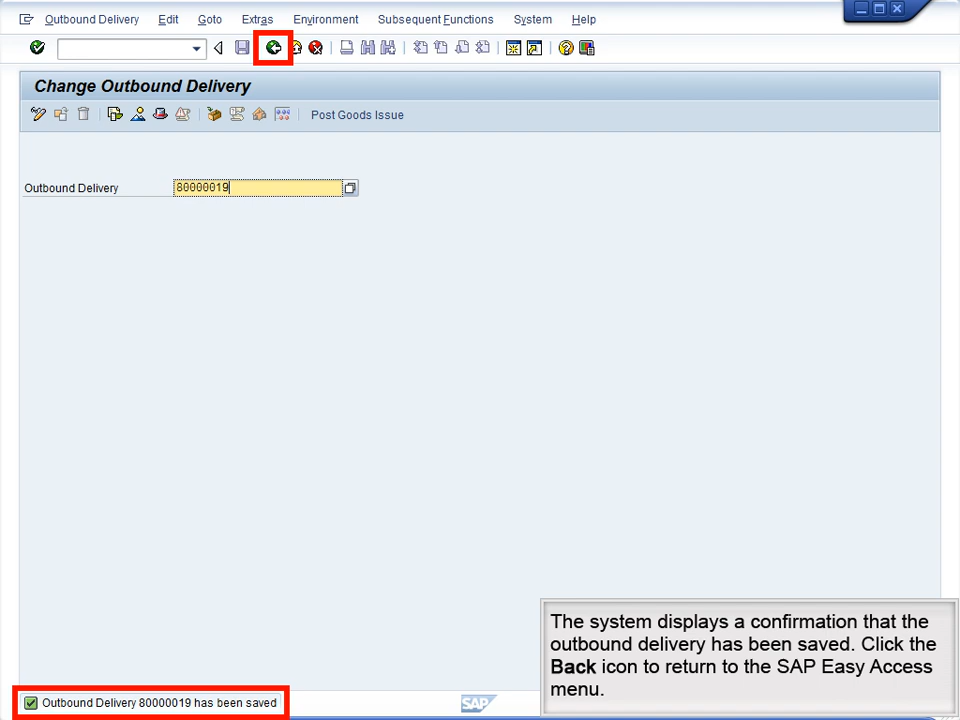 Outbound Delivery Edit Goto Extras Environment Subsequent Functions System Help
Change Outbound Delivery
Post Goods Issue
Outbound Delivery 80000019
The system displays a confirmation that the
outbound delivery has been saved. Click the
Back icon to return to the SAP Easy Access
menu.
Outbound Delivery 80000019 has been saved
SAP